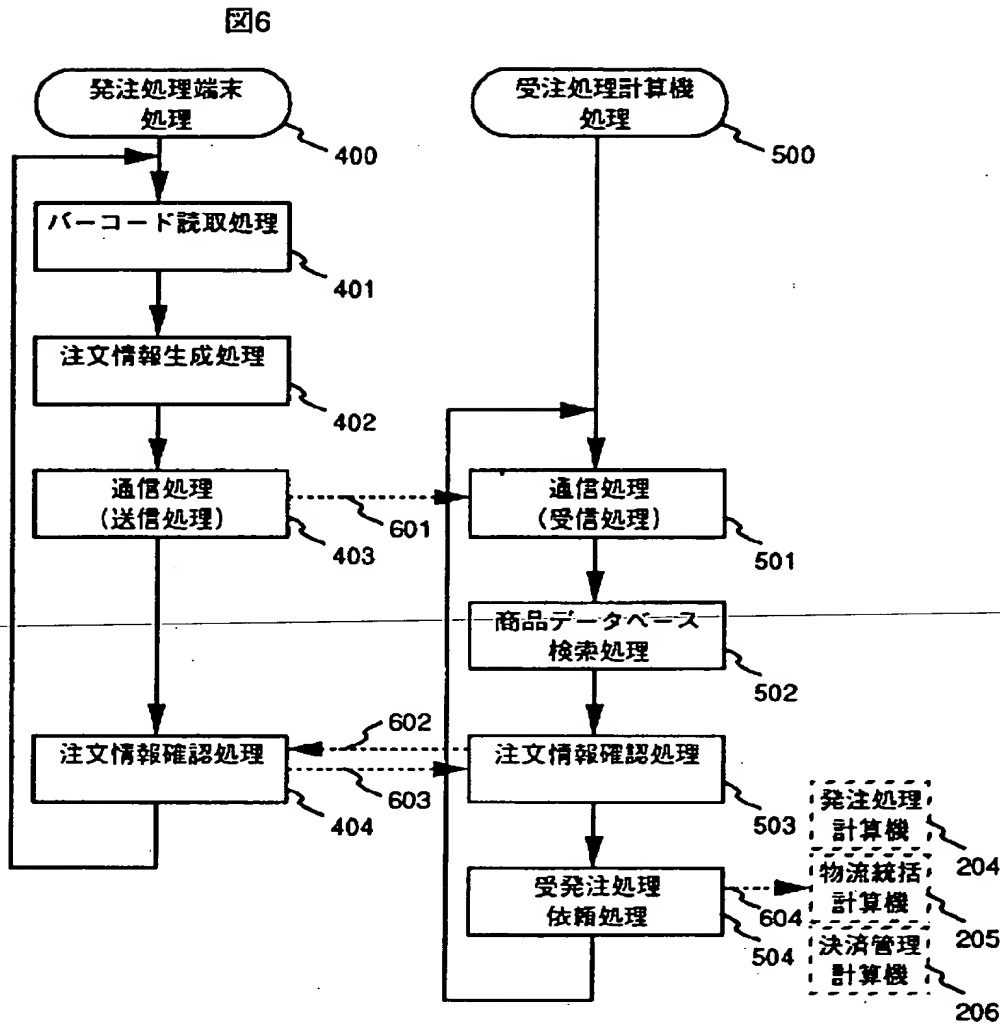 図6
発注処理端末
処理
400
バーコード読取処理
401
注文情報生成処理
402
通信処理
(送信処理)
403
601
注文情報確認処理
404
602
603
受注処理計算機
処理
500
通信処理
(受信処理)
501
商品データベース
検索処理
502
注文情報確認処理
503
受発注処理
依頼処理
504
604
発注処理
計算機
204
物流統括
計算機
205
決済管理
計算機
206